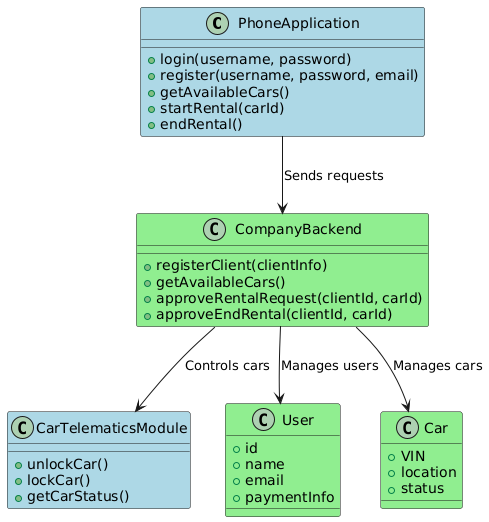 C PhoneApplication
login(username, password)
register(username, password, email)
getAvailableCars()
startRental(carId)
endRental()
Sends requests
C CompanyBackend
registerClient(clientInfo)
getAvailableCars()
approveRentalRequest(clientId, carId)
approveEndRental(clientId, carId)
Controls cars
Manages users
Manages cars
C CarTelematicsModule
unlockCar()
lockCar()
getCarStatus()
C User
id
name
email
paymentInfo
C Car
VIN
location
status